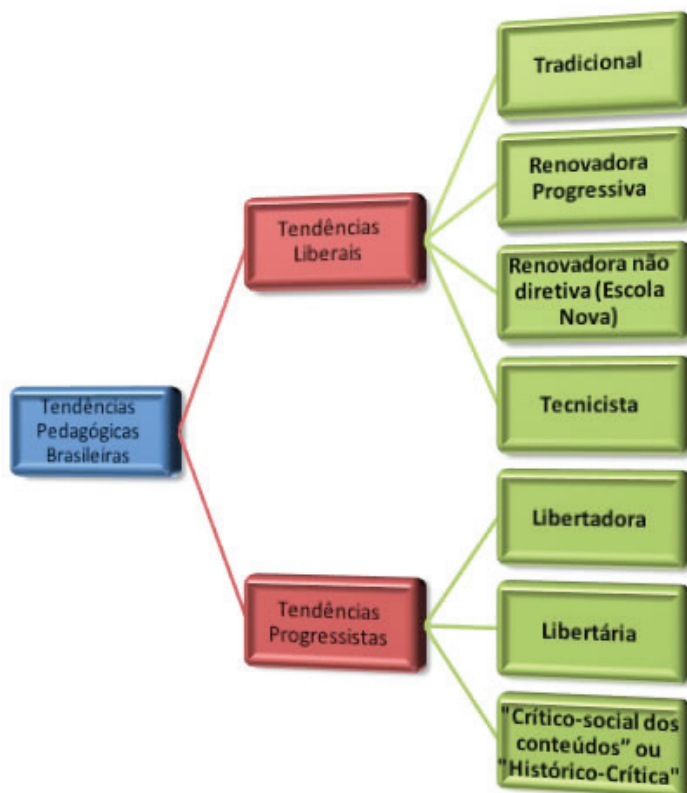 Tendências
Pedagógicas
Brasileiras
Tendências
Liberais
Tradicional
Renovadora
Progressiva
Renovadora não
diretiva (Escola
Nova)
Tecnicista
Tendências
Progressistas
Libertadora
Libertária
"Crítico-social dos
conteúdos” ou
"Histórico-Crítica"